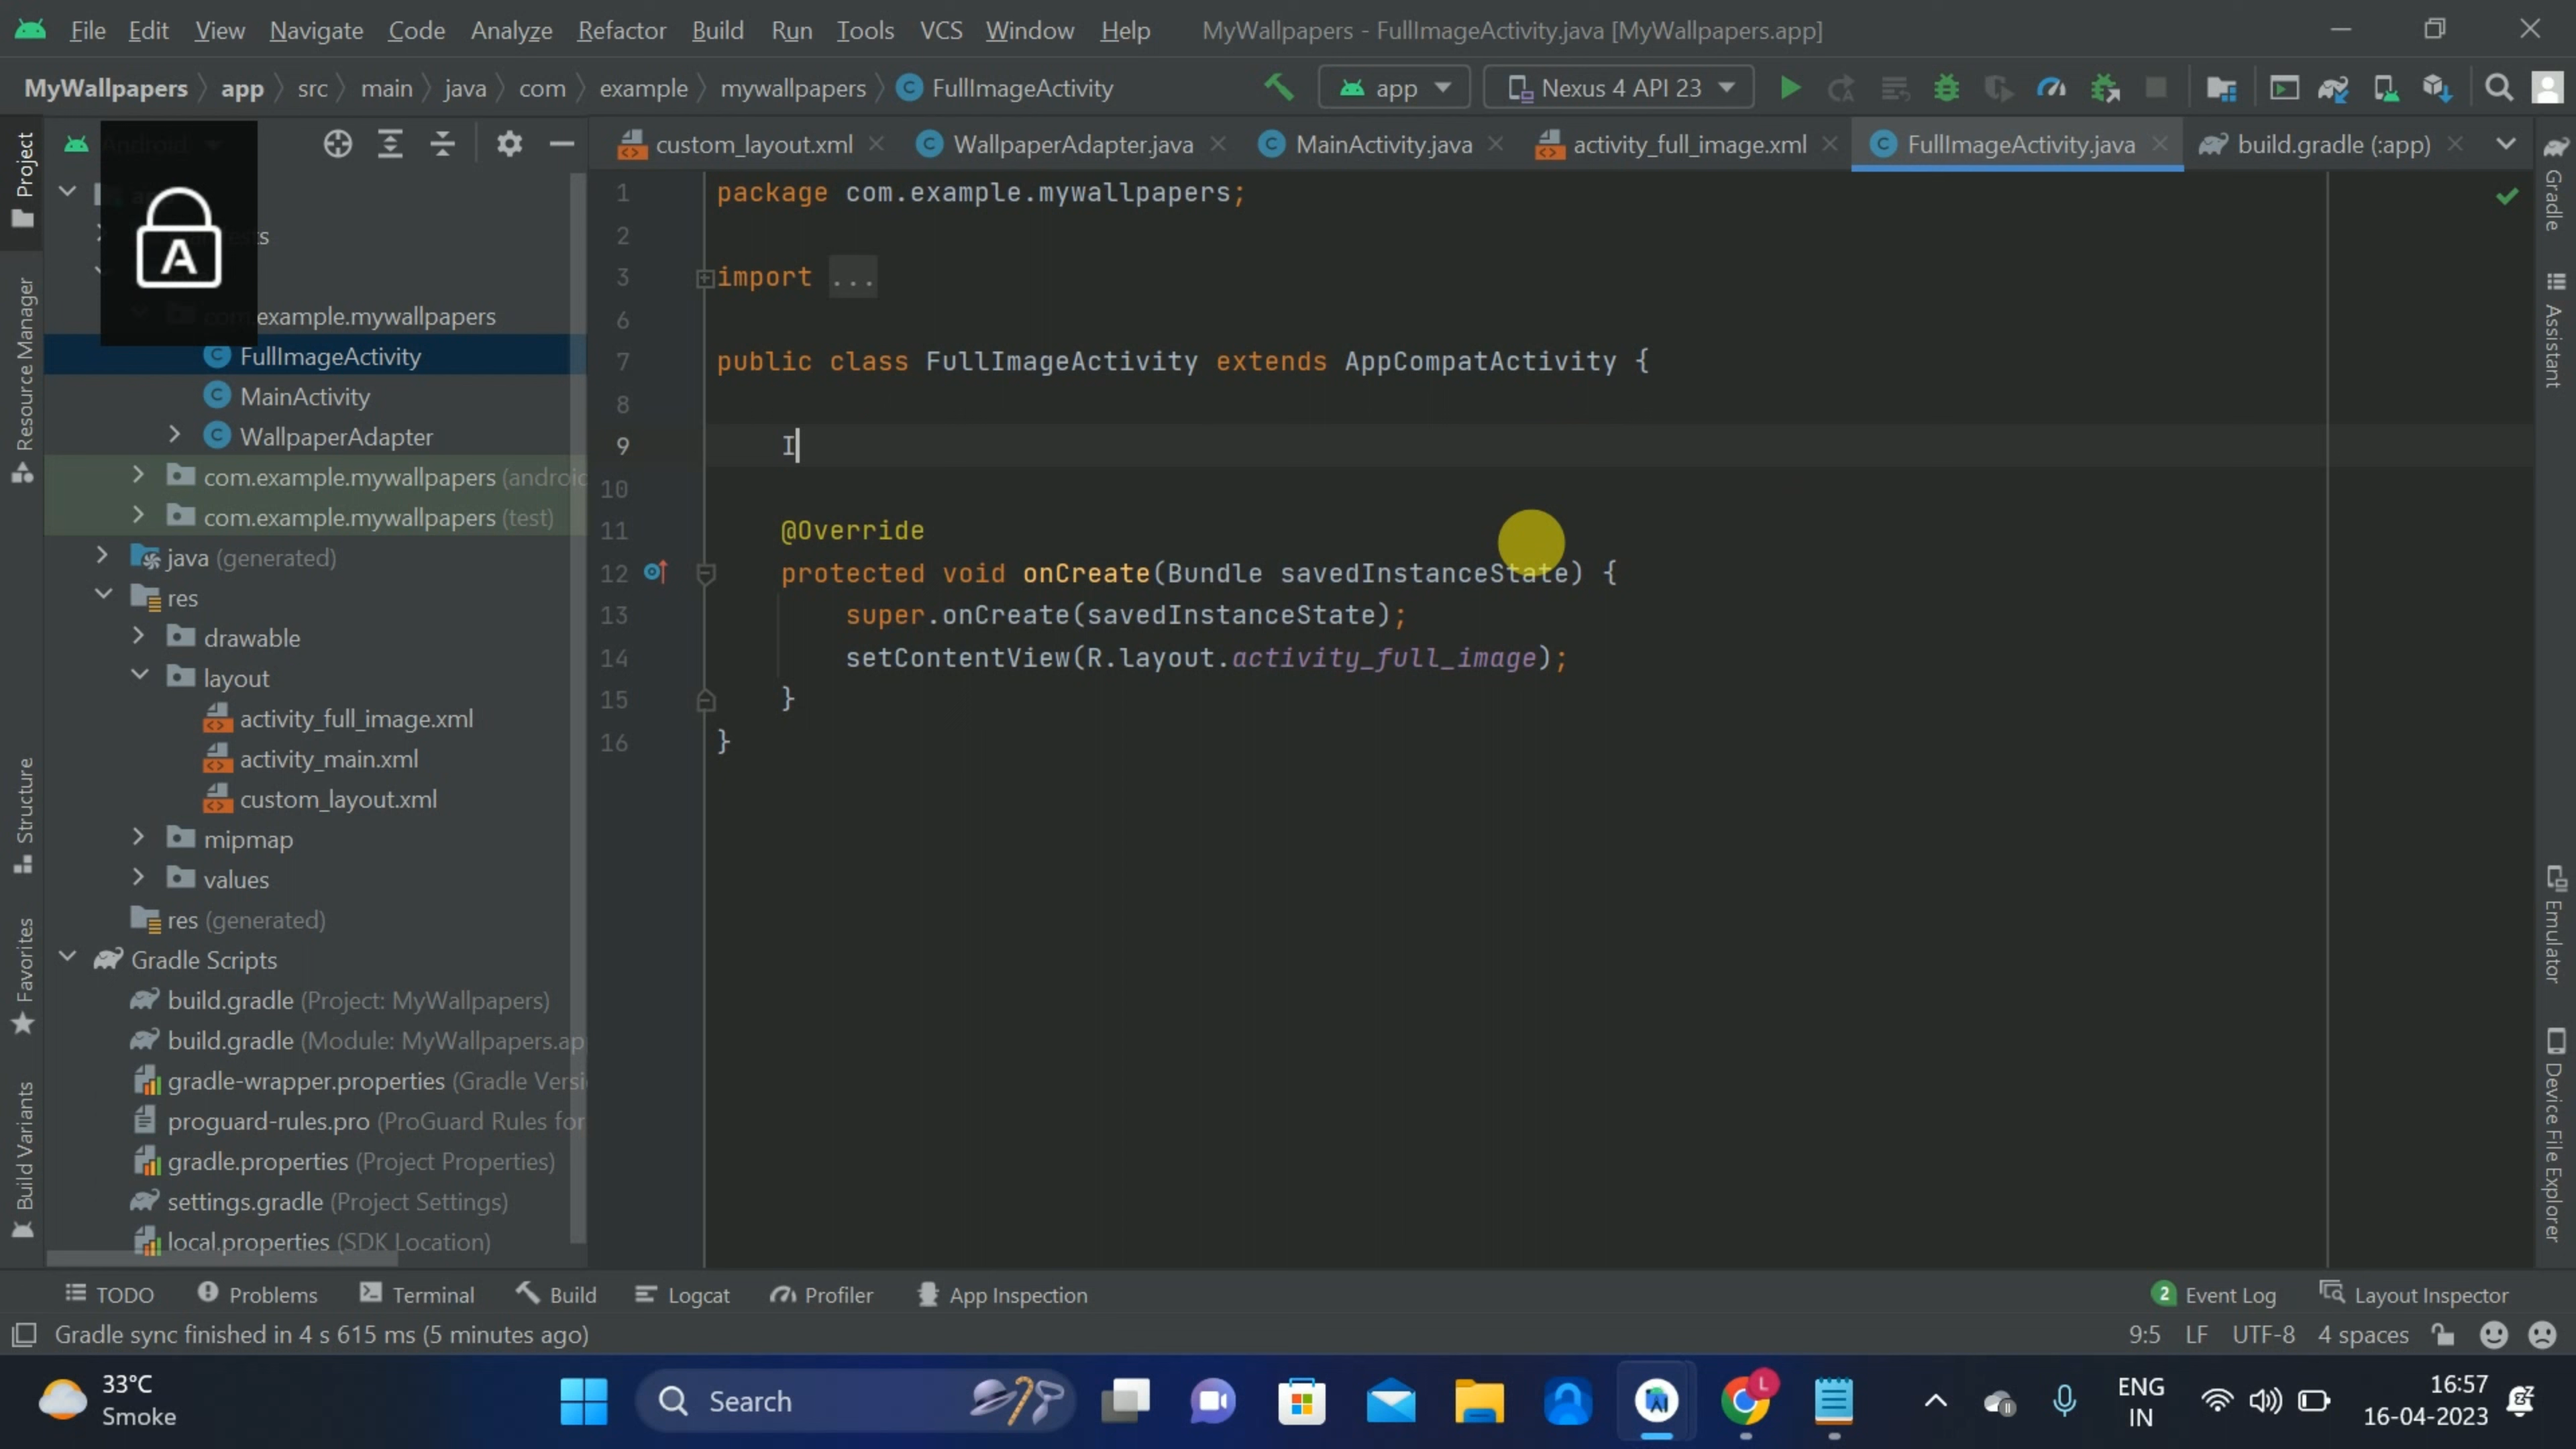 File Edit View Navigate Code Analyze Refactor Build Run Tools VCS Window Help MyWallpapers - FullImageActivity.java [MyWallpapers.app]
MyWallpapers app src main java com example mywallpapers FullImageActivity app Nexus 4 API 23
Android
custom_layout.xml WallpaperAdapter.java MainActivity.java activity_full_image.xml FullImageActivity.java build.gradle (:app)
Project
Resource Manager
Structure
Favorites
Build Variants
A
com.example.mywallpapers
FullImageActivity
MainActivity
WallpaperAdapter
com.example.mywallpapers (android
com.example.mywallpapers (test)
java (generated)
res
drawable
layout
activity_full_image.xml
activity_main.xml
custom_layout.xml
mipmap
values
res (generated)
Gradle Scripts
build.gradle (Project: MyWallpapers)
build.gradle (Module: MyWallpapers.ap
gradle-wrapper.properties (Gradle Versi
proguard-rules.pro (ProGuard Rules for
gradle.properties (Project Properties)
settings.gradle (Project Settings)
local.properties (SDK Location)
1 package com.example.mywallpapers;
2
3 import ...
6
7 public class FullImageActivity extends AppCompatActivity {
8
9 I
10
11 @Override
12 protected void onCreate(Bundle savedInstanceState) {
13 super.onCreate(savedInstanceState);
14 setContentView(R.layout.activity_full_image);
15 }
16 }
Gradle
Assistant
Emulator
Device File Explorer
TODO Problems Terminal Build Logcat Profiler App Inspection 2 Event Log Layout Inspector
Gradle sync finished in 4 s 615 ms (5 minutes ago) 9:5 LF UTF-8 4 spaces
33°C
Smoke
Search
L
ENG
IN
16:57
16-04-2023